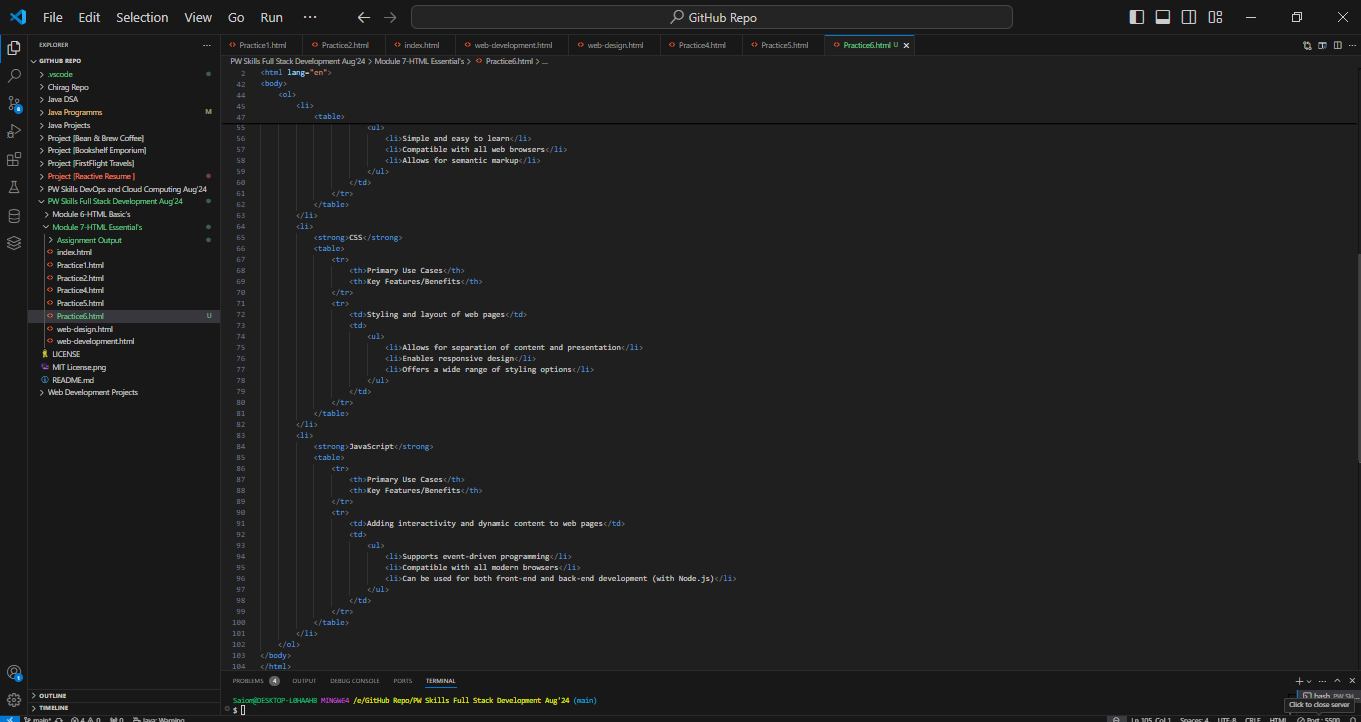 File Edit Selection View Go Run ··· GitHub Repo
EXPLORER ···
GITHUB REPO
.vscode
Chirag Repo
Java DSA
Java Programms M
Java Projects
Project [Bean & Brew Coffee]
Project [Bookshelf Emporium]
Project [FirstFlight Travels]
Project [Reactive Resume ]
PW Skills DevOps and Cloud Computing Aug'24
PW Skills Full Stack Development Aug'24
Module 6-HTML Basic's
Module 7-HTML Essential's
Assignment Output
index.html
Practice1.html
Practice2.html
Practice4.html
Practice5.html
Practice6.html U
web-design.html
web-development.html
LICENSE
MIT License.png
README.md
Web Development Projects
OUTLINE
TIMELINE
Practice1.html Practice2.html index.html web-development.html web-design.html Practice4.html Practice5.html Practice6.html U
PW Skills Full Stack Development Aug'24 > Module 7-HTML Essential's > Practice6.html > ...
2 <html lang="en">
42 <body>
44 <ol>
45 <li>
47 <table>
55 <ul>
56 <li>Simple and easy to learn</li>
57 <li>Compatible with all web browsers</li>
58 <li>Allows for semantic markup</li>
59 </ul>
60 </td>
61 </tr>
62 </table>
63 </li>
64 <li>
65 <strong>CSS</strong>
66 <table>
67 <tr>
68 <th>Primary Use Cases</th>
69 <th>Key Features/Benefits</th>
70 </tr>
71 <tr>
72 <td>Styling and layout of web pages</td>
73 <td>
74 <ul>
75 <li>Allows for separation of content and presentation</li>
76 <li>Enables responsive design</li>
77 <li>Offers a wide range of styling options</li>
78 </ul>
79 </td>
80 </tr>
81 </table>
82 </li>
83 <li>
84 <strong>JavaScript</strong>
85 <table>
86 <tr>
87 <th>Primary Use Cases</th>
88 <th>Key Features/Benefits</th>
89 </tr>
90 <tr>
91 <td>Adding interactivity and dynamic content to web pages</td>
92 <td>
93 <ul>
94 <li>Supports event-driven programming</li>
95 <li>Compatible with all modern browsers</li>
96 <li>Can be used for both front-end and back-end development (with Node.js)</li>
97 </ul>
98 </td>
99 </tr>
100 </table>
101 </li>
102 </ol>
103 </body>
104 </html>
PROBLEMS 4 OUTPUT DEBUG CONSOLE PORTS TERMINAL
Saiom@DESKTOP-L0HAAHB MINGW64 /e/GitHub Repo/PW Skills Full Stack Development Aug'24 (main)
$
bash
Click to close server
main* 4 0 0 Java: Warning Ln 105, Col 1 Spaces: 4 UTF-8 CRLF HTML Port : 5500